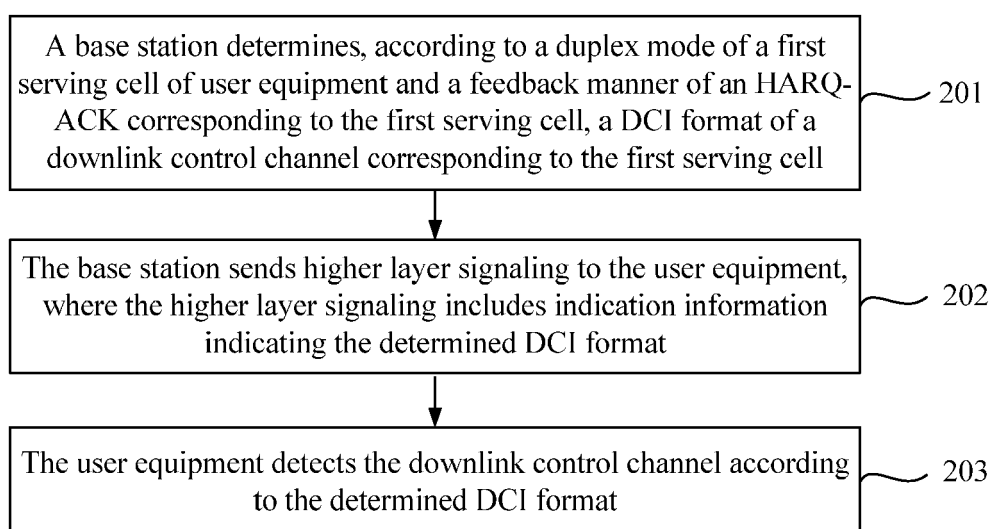 A base station determines, according to a duplex mode of a first
serving cell of user equipment and a feedback manner of an HARQ-
ACK corresponding to the first serving cell, a DCI format of a
downlink control channel corresponding to the first serving cell
201
The base station sends higher layer signaling to the user equipment,
where the higher layer signaling includes indication information
indicating the determined DCI format
202
The user equipment detects the downlink control channel according
to the determined DCI format
203